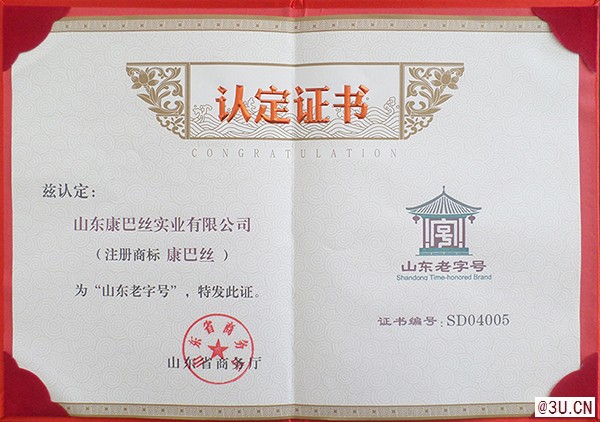 认定证书
CONGRATULATION
兹认定：
山东康巴丝实业有限公司
（注册商标 康巴丝 ）
为“山东老字号”，特发此证。
山东省商务厅
山东省商务厅
山东老字号
Shandong Time-honored Brand
证书编号：SD04005
@3U.CN